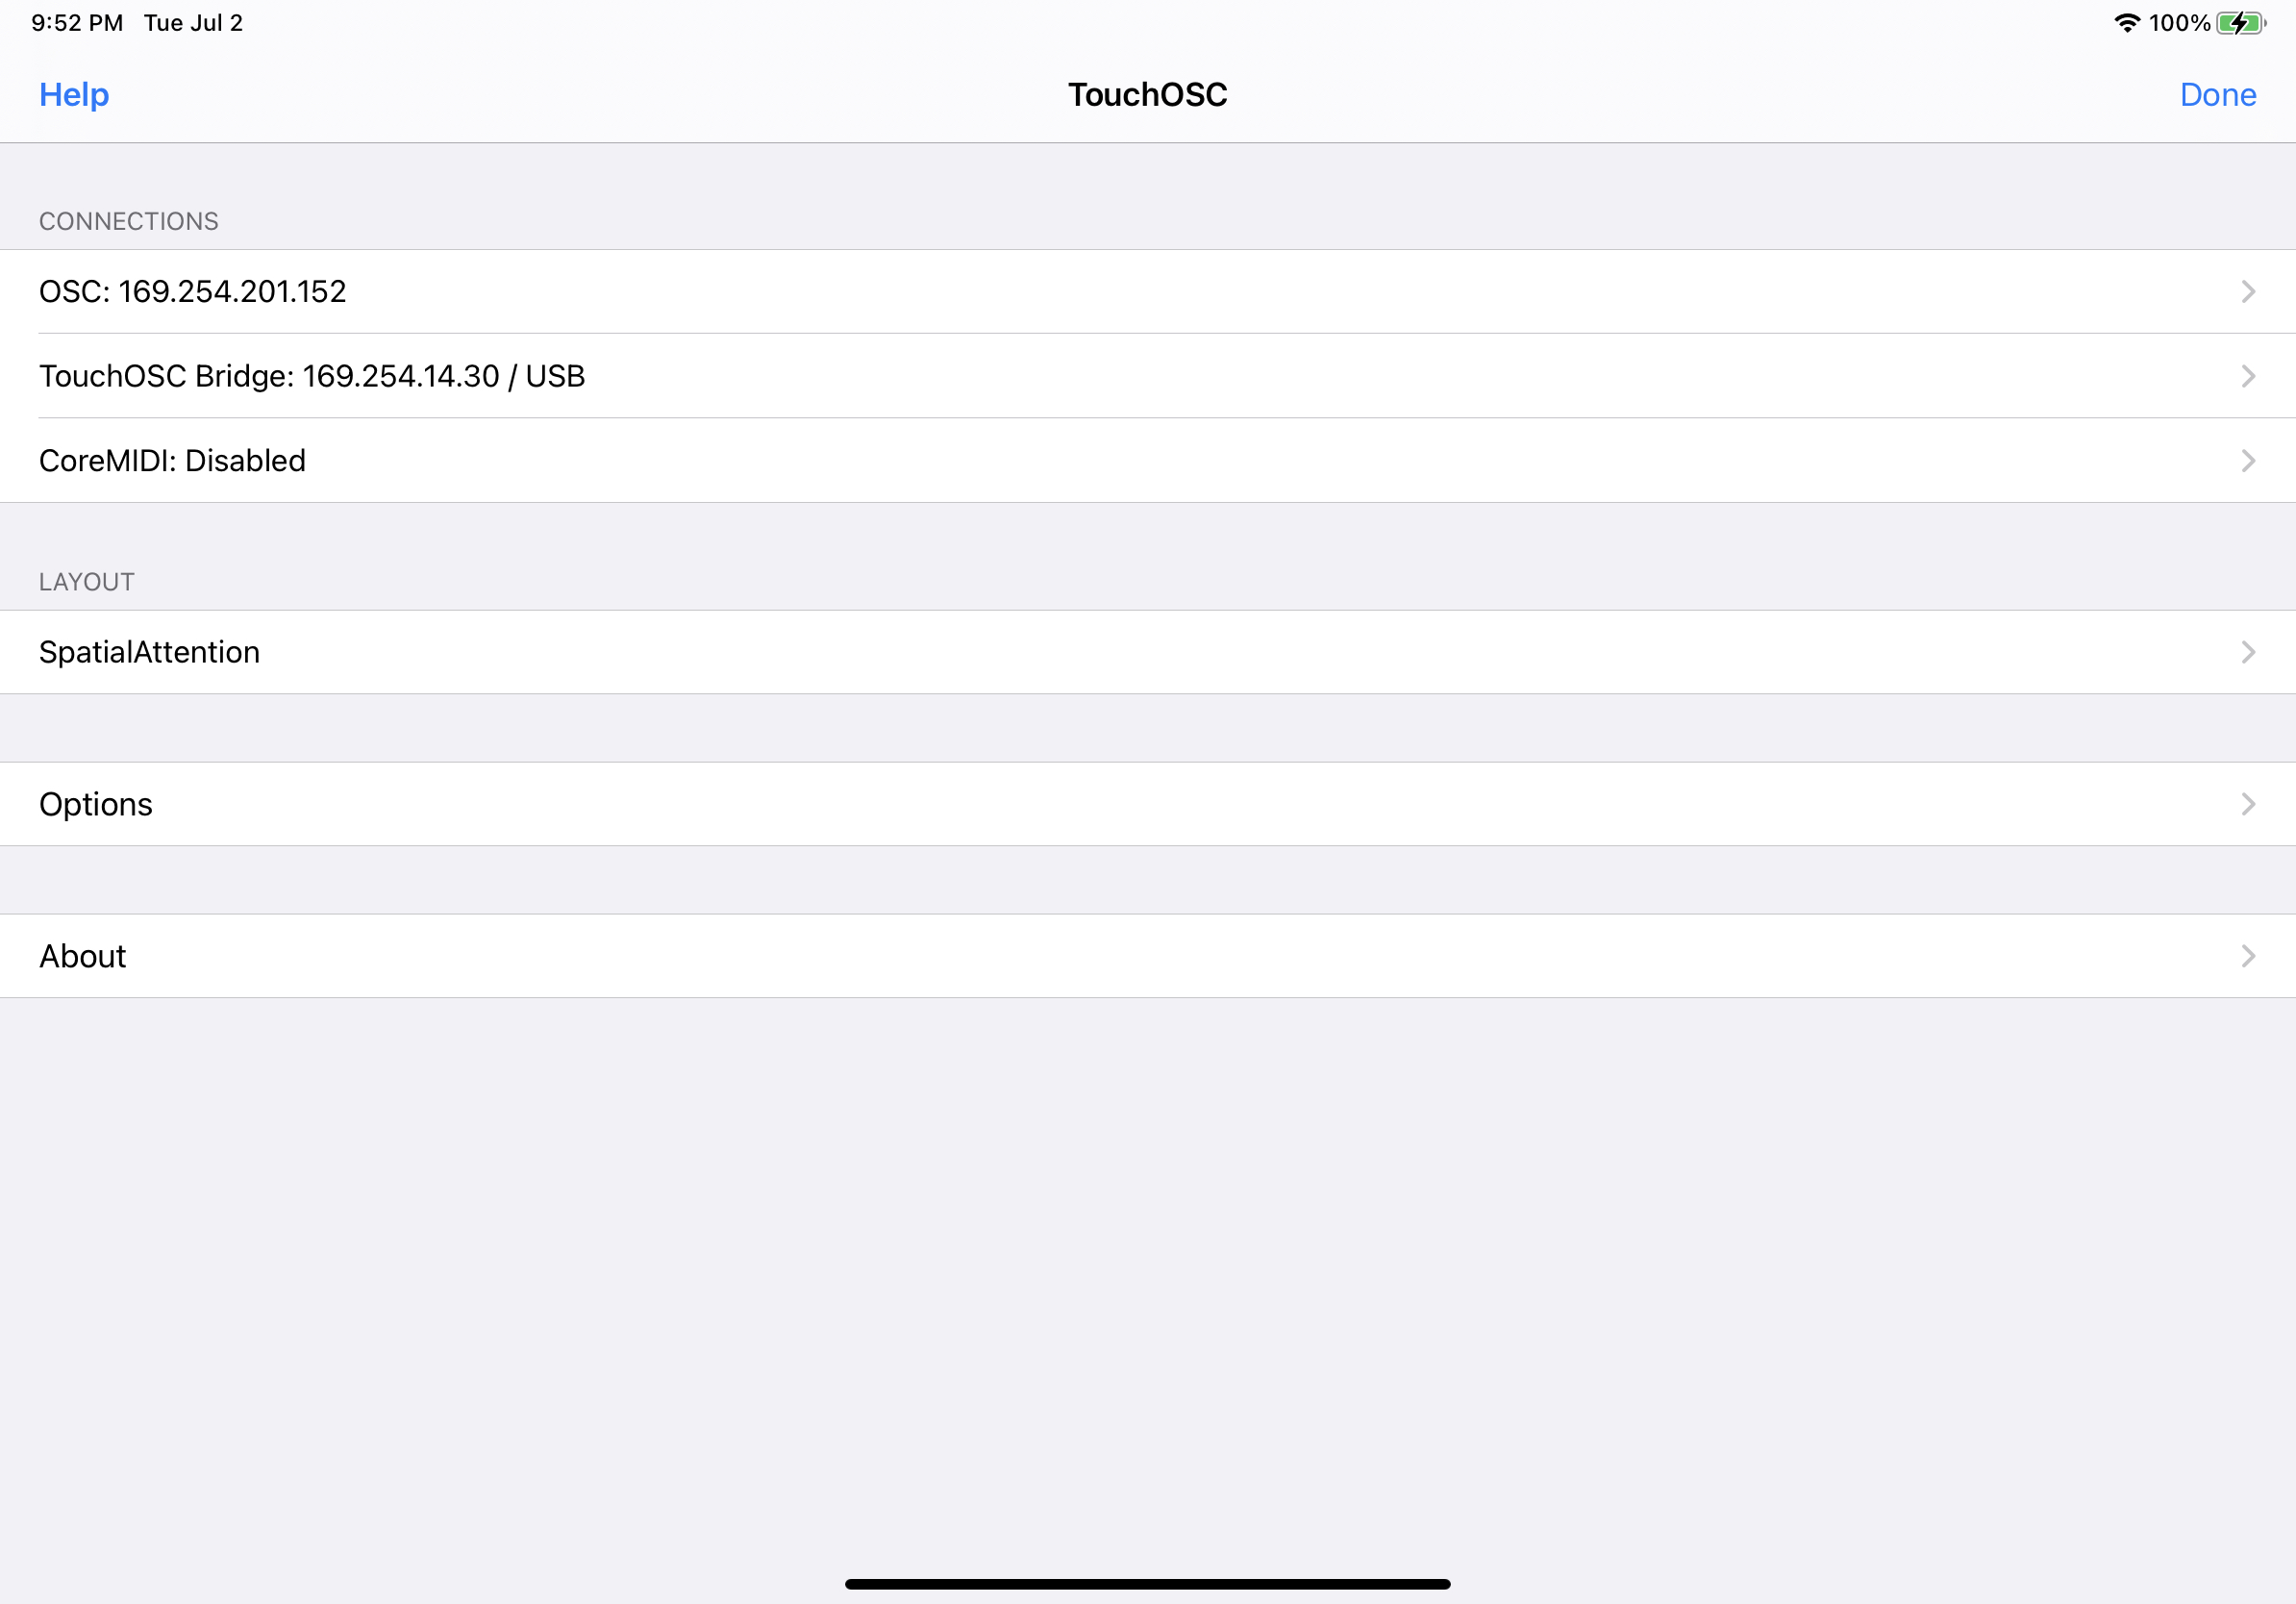 9:52 PM Tue Jul 2 100%
Help TouchOSC Done
CONNECTIONS
OSC: 169.254.201.152
TouchOSC Bridge: 169.254.14.30 / USB
CoreMIDI: Disabled
LAYOUT
SpatialAttention
Options
About